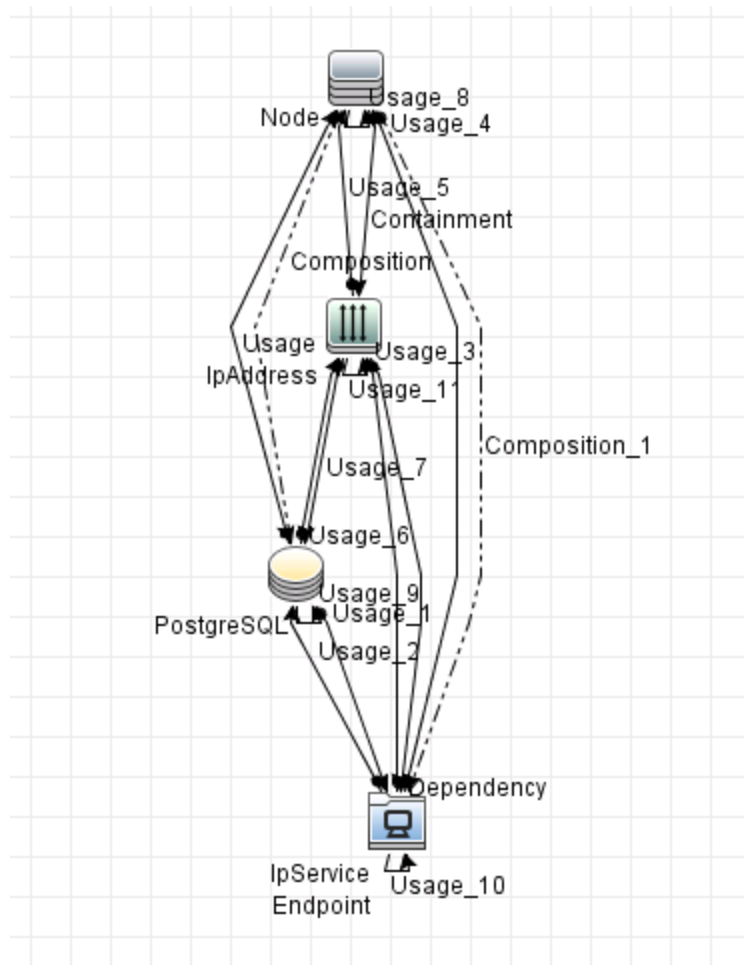 Usage_8
Node
Usage_4
Usage_5
Containment
Composition
Usage
Usage_3
IpAddress
Usage_11
Composition_1
Usage_7
Usage_6
Usage_9
Usage_1
PostgreSQL
Usage_2
Dependency
IpService
Endpoint
Usage_10